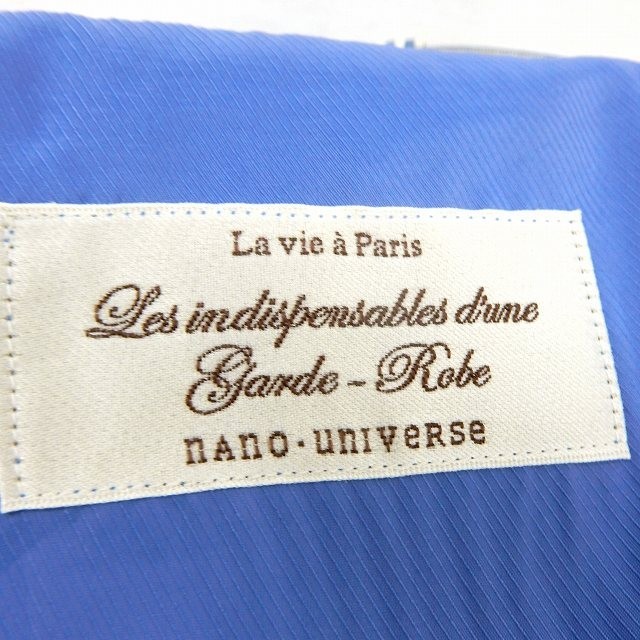 La vie à Paris
Les indispensables d'une
Garde - Robe
nAno·universe